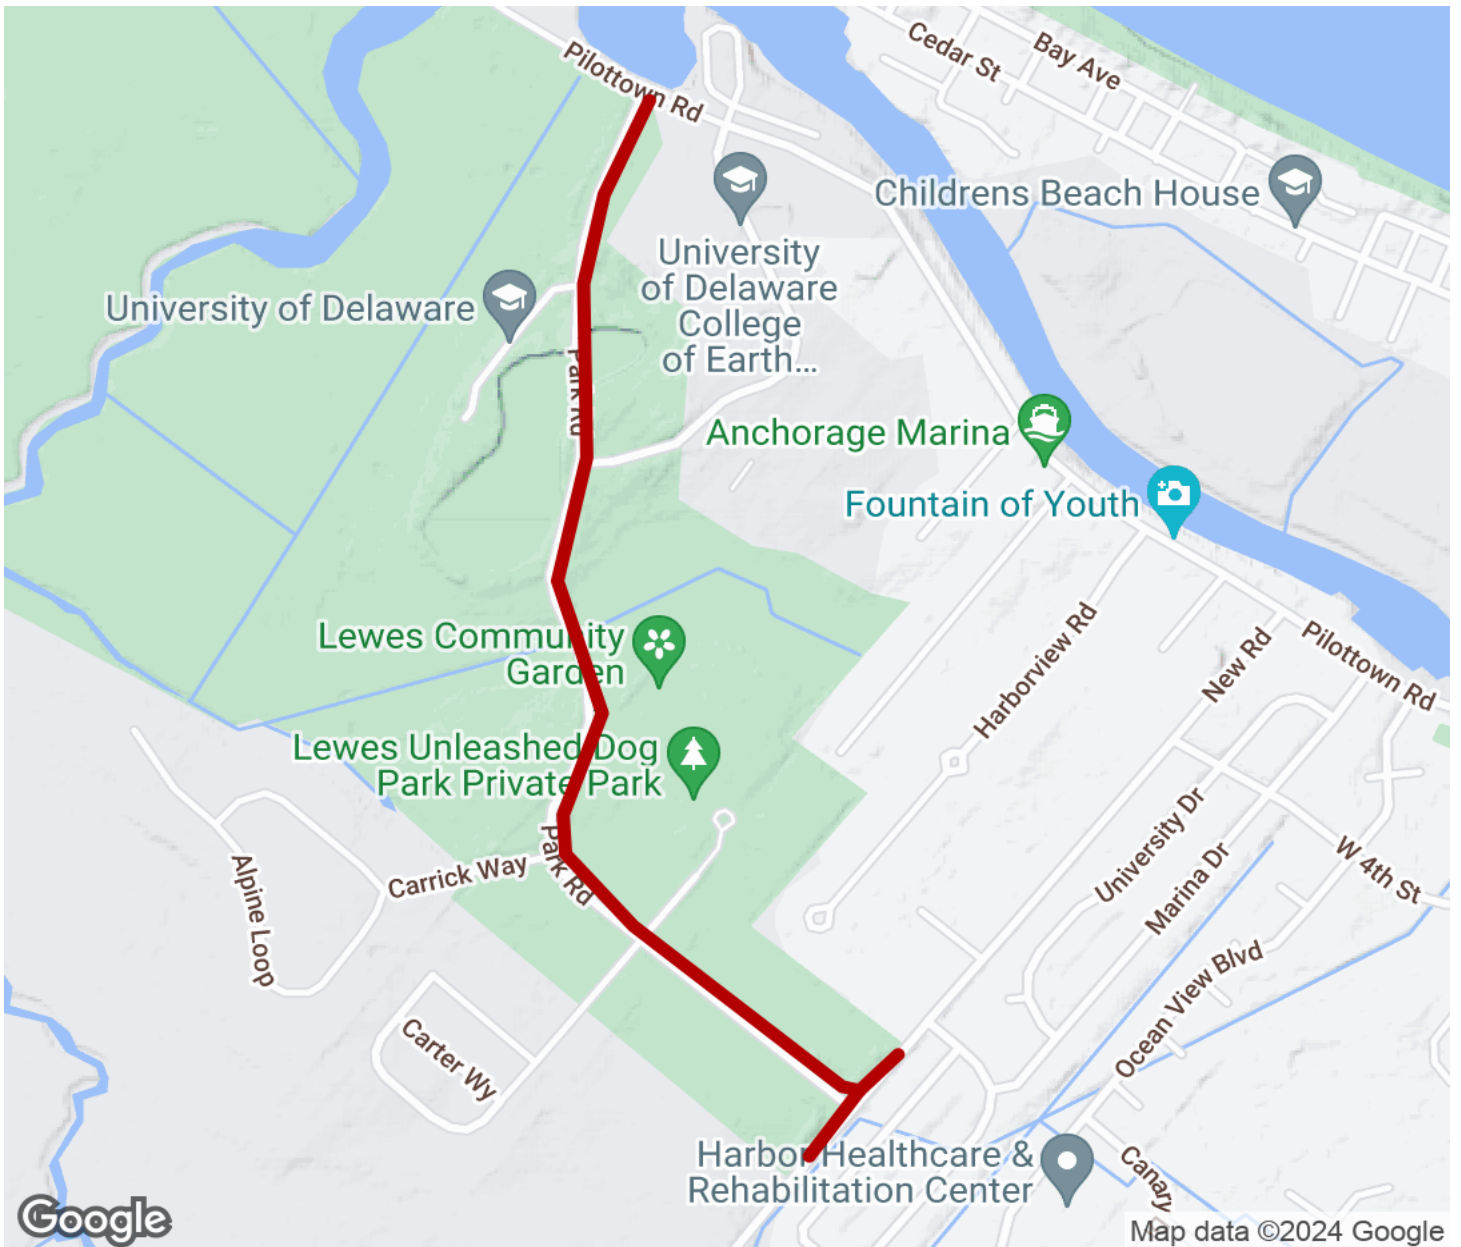 Cedar St
Bay Ave
Pilottown Rd
Childrens Beach House
University
of Delaware
College
of Earth...
University of Delaware
Park Rd
Anchorage Marina
Fountain of Youth
Lewes Community
Garden
Harborview Rd
New Rd
Pilottown Rd
Lewes Unleashed Dog
Park Private Park
University Dr
Park Rd
W 4th St
Carrick Way
Marina Dr
Alpine Loop
Ocean View Blvd
Carter Wy
Harbor Healthcare &
Rehabilitation Center
Canary
Google
Map data ©2024 Google